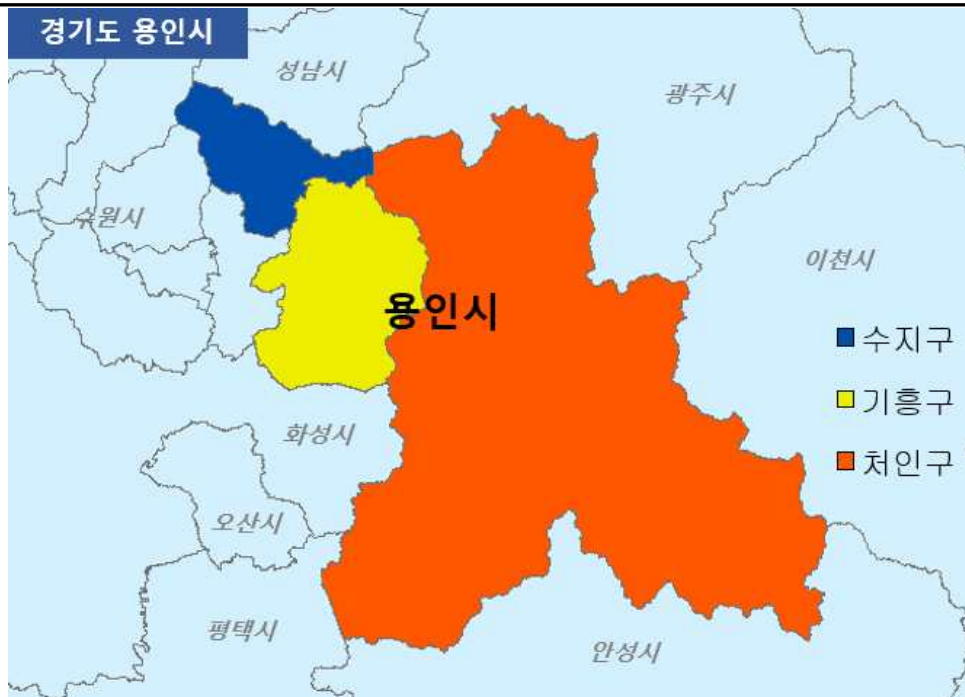 경기도 용인시
성남시
광주시
수원시
이천시
용인시
수지구
기흥구
화성시
처인구
오산시
평택시
안성시